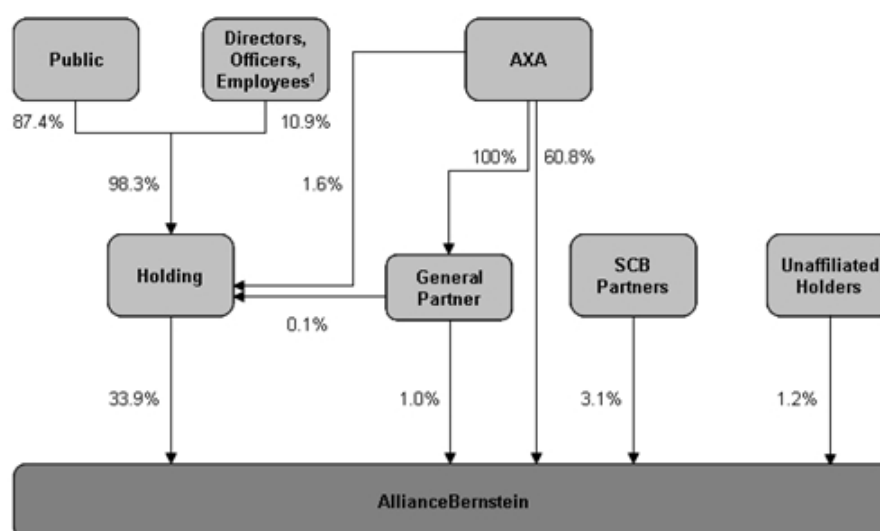 Public
Directors,
Officers,
Employees¹
AXA
87.4%
10.9%
100%
60.8%
98.3%
1.6%
Holding
General
Partner
SCB
Partners
Unaffiliated
Holders
0.1%
33.9%
1.0%
3.1%
1.2%
AllianceBernstein